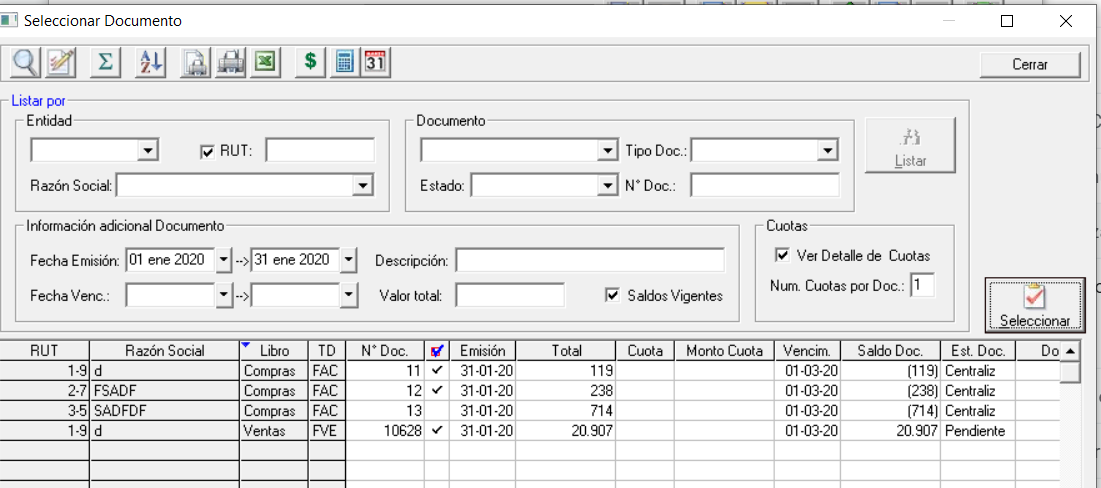 Seleccionar Documento
31
Cerrar
Listar por
Entidad
RUT:
Razón Social:
Documento
Tipo Doc.:
Estado:
N° Doc.:
Listar
Información adicional Documento
Fecha Emisión: 01 ene 2020 --> 31 ene 2020 Descripción:
Fecha Venc.: --> Valor total: Saldos Vigentes
Cuotas
Ver Detalle de Cuotas
Num. Cuotas por Doc.: 1
Seleccionar
RUT Razón Social Libro TD N° Doc. Emisión Total Cuota Monto Cuota Vencim. Saldo Doc. Est. Doc. Do
1-9 d Compras FAC 11 31-01-20 119 01-03-20 (119) Centraliz
2-7 FSADF Compras FAC 12 31-01-20 238 01-03-20 (238) Centraliz
3-5 SADFDF Compras FAC 13 31-01-20 714 01-03-20 (714) Centraliz
1-9 d Ventas FVE 10628 31-01-20 20.907 01-03-20 20.907 Pendiente